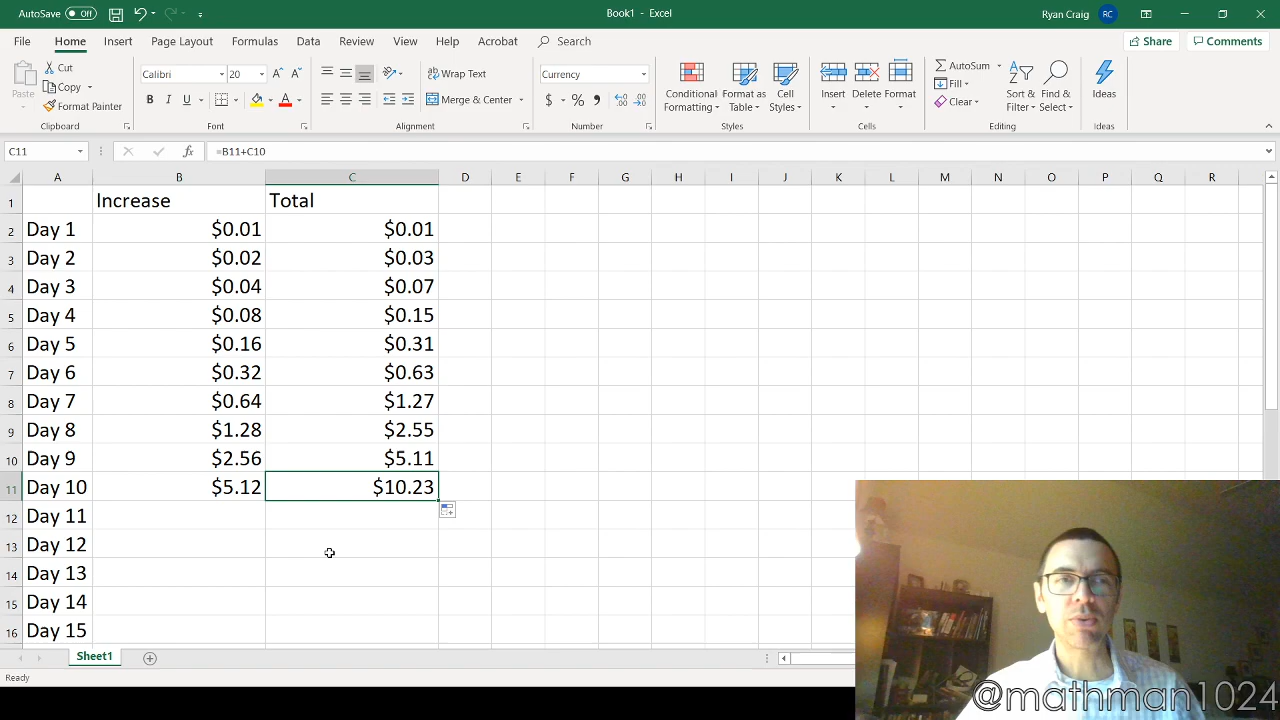 AutoSave Off
Book1 - Excel
Ryan Craig RC
File Home Insert Page Layout Formulas Data Review View Help Acrobat Search
Share Comments
Paste
Cut
Copy
Format Painter
Clipboard
Calibri 20
B I U
Font
Wrap Text
Merge & Center
Alignment
Currency
$ % ,
Number
Conditional Formatting
Format as Table
Cell Styles
Styles
Insert Delete Format
Cells
AutoSum
Fill
Clear
Sort & Filter
Find & Select
Editing
Ideas
Ideas
C11 fx =B11+C10
A B C D E F G H I J K L M N O P Q R
1 Increase Total
2 Day 1 $0.01 $0.01
3 Day 2 $0.02 $0.03
4 Day 3 $0.04 $0.07
5 Day 4 $0.08 $0.15
6 Day 5 $0.16 $0.31
7 Day 6 $0.32 $0.63
8 Day 7 $0.64 $1.27
9 Day 8 $1.28 $2.55
10 Day 9 $2.56 $5.11
11 Day 10 $5.12 $10.23
12 Day 11
13 Day 12
14 Day 13
15 Day 14
16 Day 15
Sheet1
Ready
@mathman1024